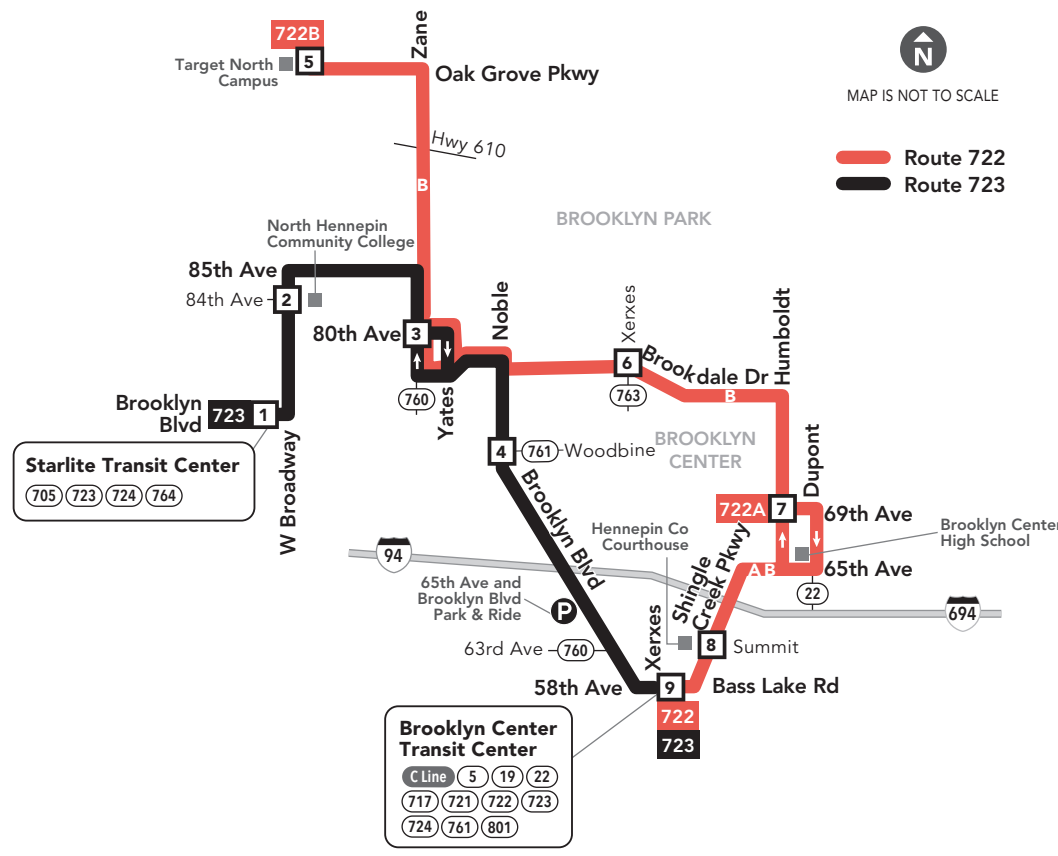 722B
5
Target North
Campus
Zane
Oak Grove Pkwy
N
MAP IS NOT TO SCALE
Hwy 610
Route 722
Route 723
B
BROOKLYN PARK
North Hennepin
Community College
85th Ave
84th Ave
2
80th Ave
3
Noble
Xerxes
6
Brookdale Dr
Humboldt
760
Yates
763
B
Brooklyn
Blvd
723
1
Starlite Transit Center
705
723
724
764
W Broadway
4
761
Woodbine
BROOKLYN
CENTER
Dupont
Brooklyn Blvd
722A
7
69th Ave
Hennepin Co
Courthouse
Brooklyn Center
High School
94
Shingle
Creek Pkwy
A B
65th Ave
65th Ave and
Brooklyn Blvd
Park & Ride
P
22
694
63rd Ave
760
Xerxes
8
Summit
58th Ave
9
Bass Lake Rd
722
723
Brooklyn Center
Transit Center
C Line
5
19
22
717
721
722
723
724
761
801